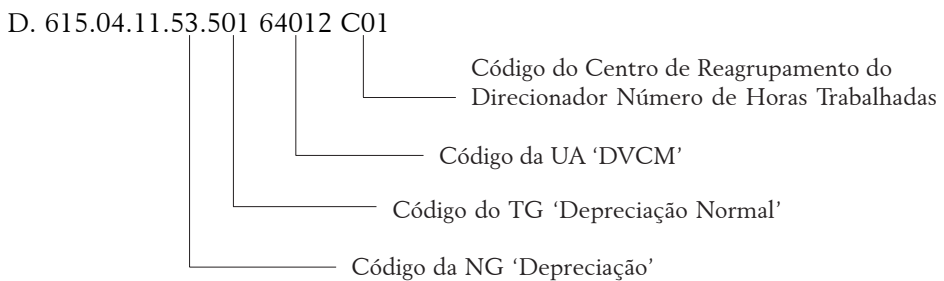 D. 615.04.11.53.501 64012 C01
Código do Centro de Reagrupamento do
Direcionador Número de Horas Trabalhadas
Código da UA ‘DVCM’
Código do TG ‘Depreciação Normal’
Código da NG ‘Depreciação’